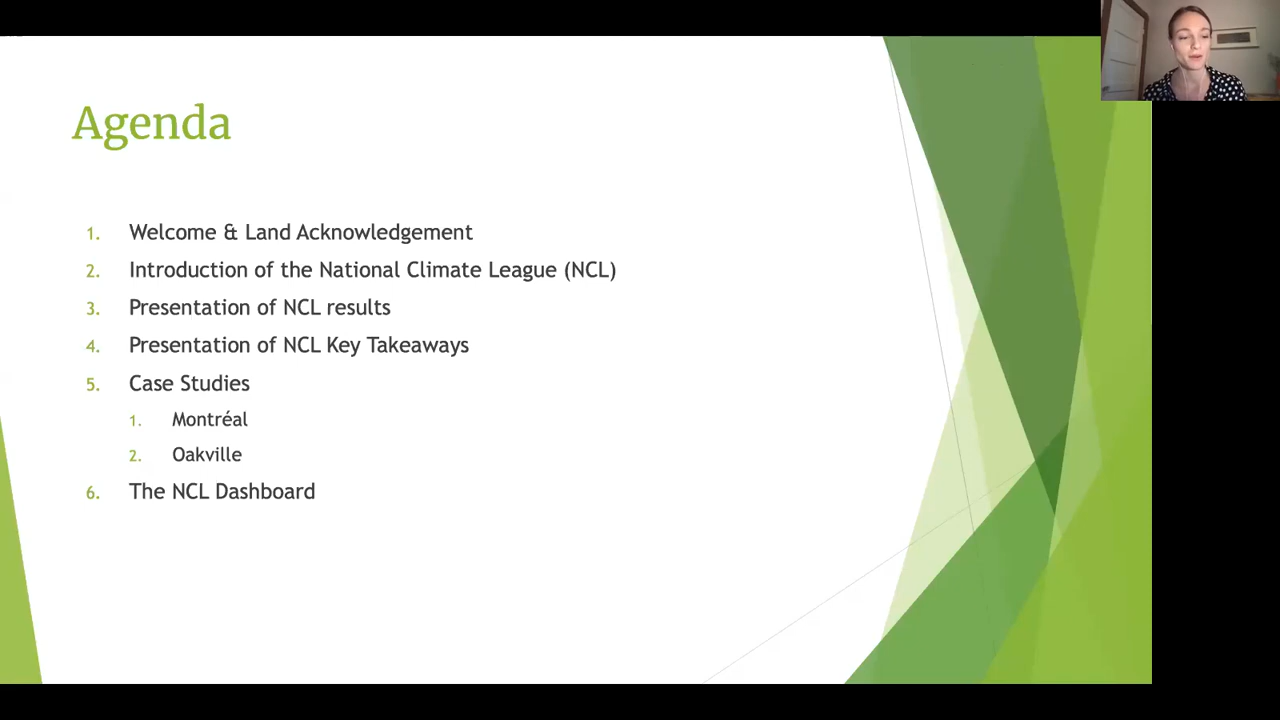 Agenda
1. Welcome & Land Acknowledgement
2. Introduction of the National Climate League (NCL)
3. Presentation of NCL results
4. Presentation of NCL Key Takeaways
5. Case Studies
1. Montréal
2. Oakville
6. The NCL Dashboard